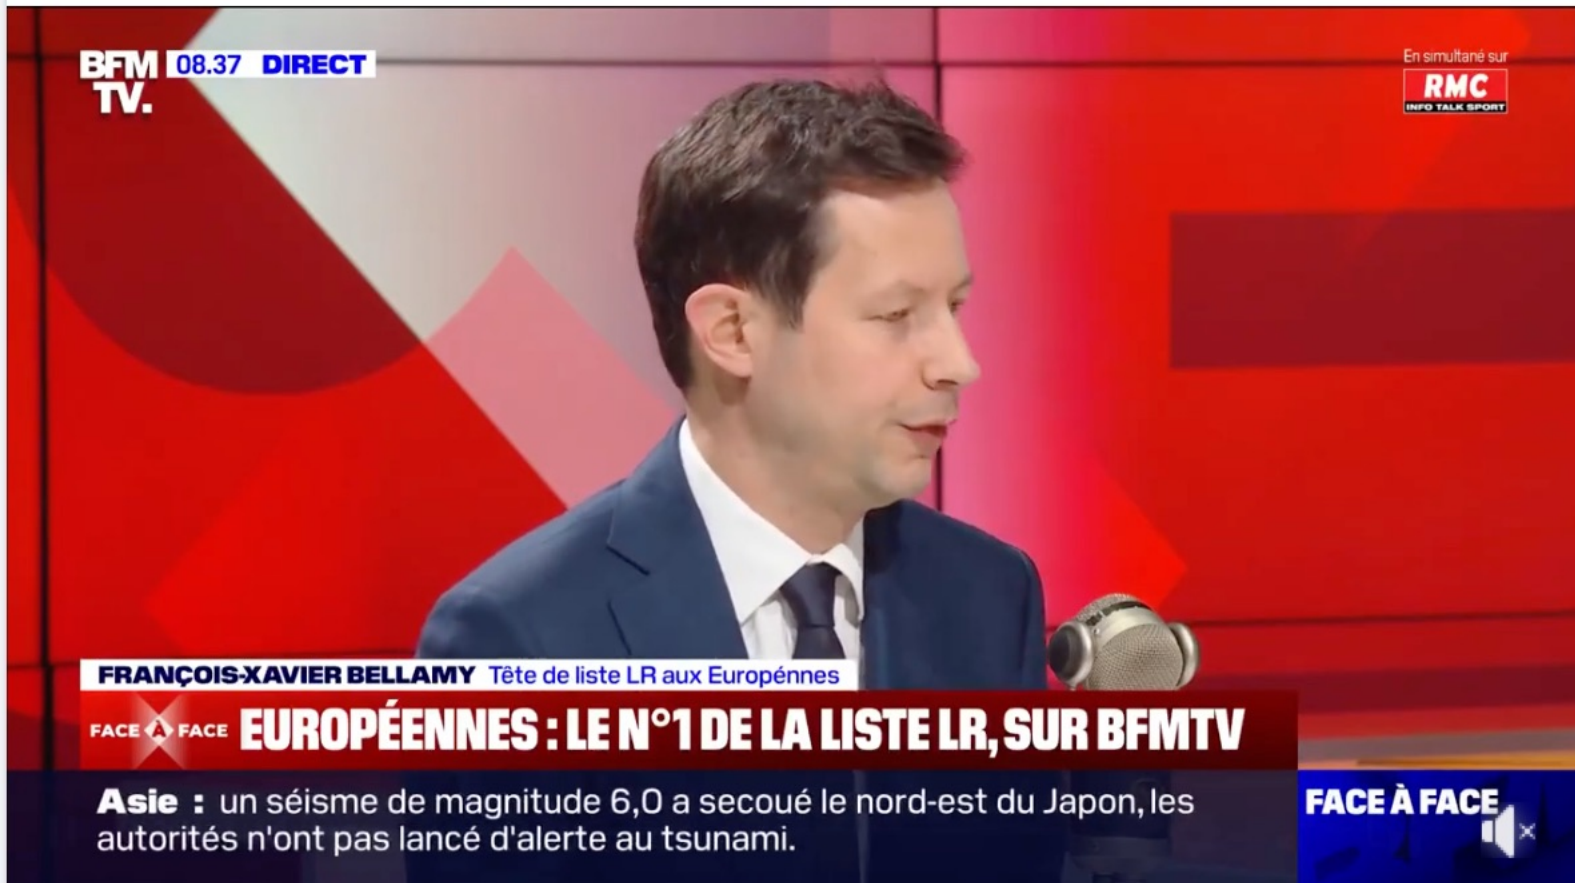 BFM
TV.
08.37 DIRECT
En simultané sur
RMC
INFO TALK SPORT
FRANÇOIS-XAVIER BELLAMY Tête de liste LR aux Europénnes
FACE À FACE
EUROPÉENNES : LE N°1 DE LA LISTE LR, SUR BFMTV
Asie : un séisme de magnitude 6,0 a secoué le nord-est du Japon, les
autorités n'ont pas lancé d'alerte au tsunami.
FACE À FACE